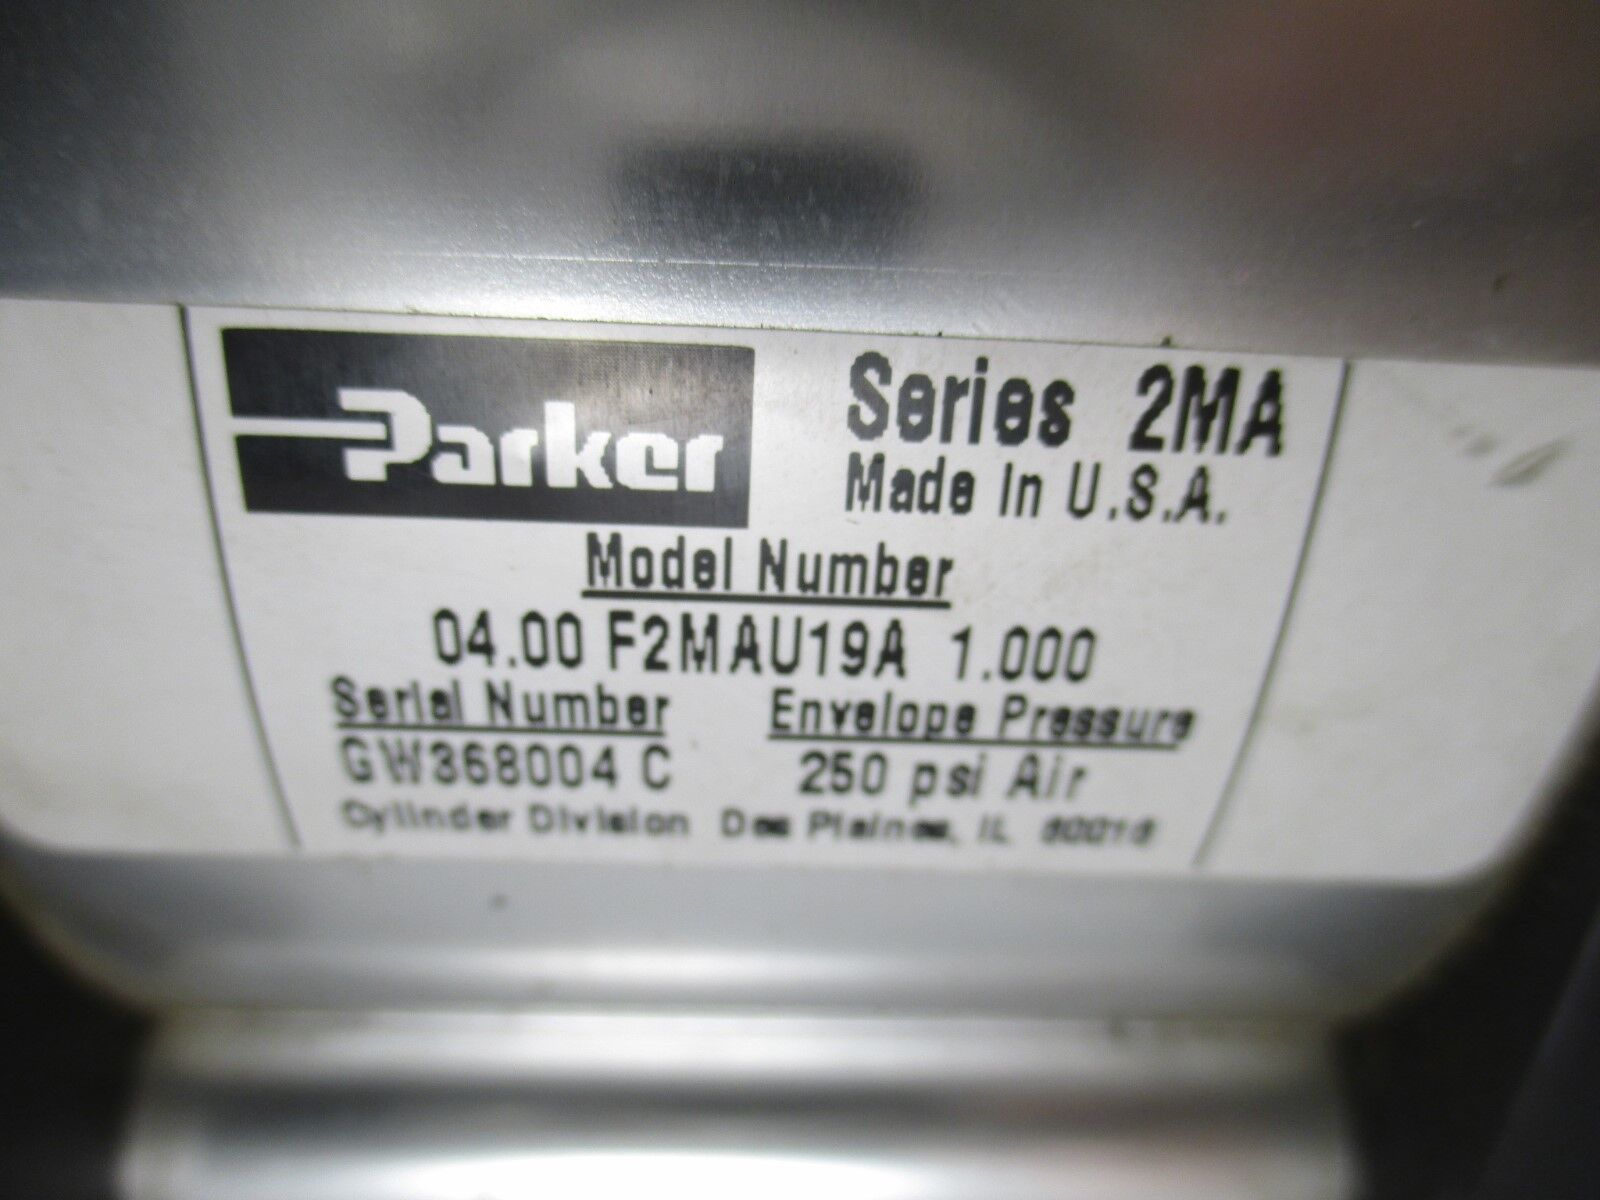 Parker
Series 2MA
Made In U.S.A.
Model Number
04.00 F2MAU19A 1.000
Serial Number
GW368004 C
Envelope Pressure
250 psi Air
Cylinder Division Des Plaines, IL